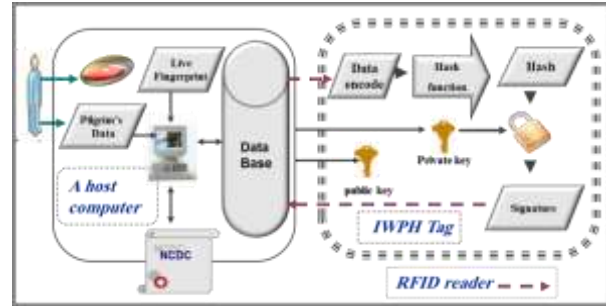 Live
Fingerprint
Pilgrim's
Data
A host
computer
NCDC
Data
Base
Data
encode
Hash
function
Hash
Private key
public key
Signature
IWPH Tag
RFID reader